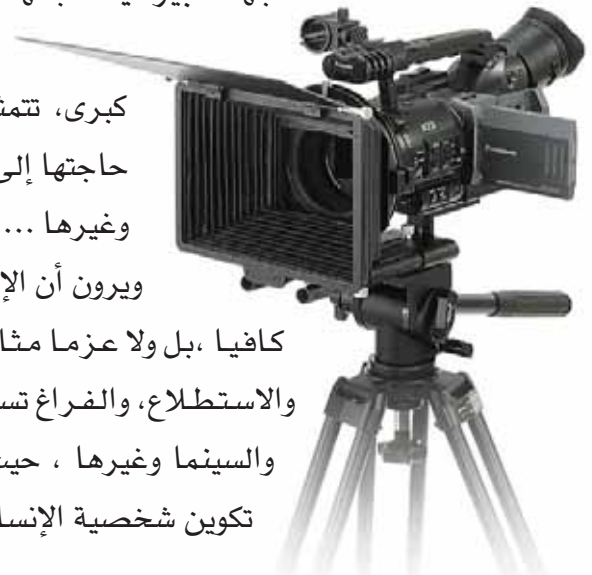 كبرى، تتمث
حاجتها إلى
وغيرها ...
ويرون أن الإ
كافيا ،بل ولا عزما مثا
والاستطلاع، والفراغ تس
والسينما وغيرها ، حيث
تكوين شخصية الإنسا